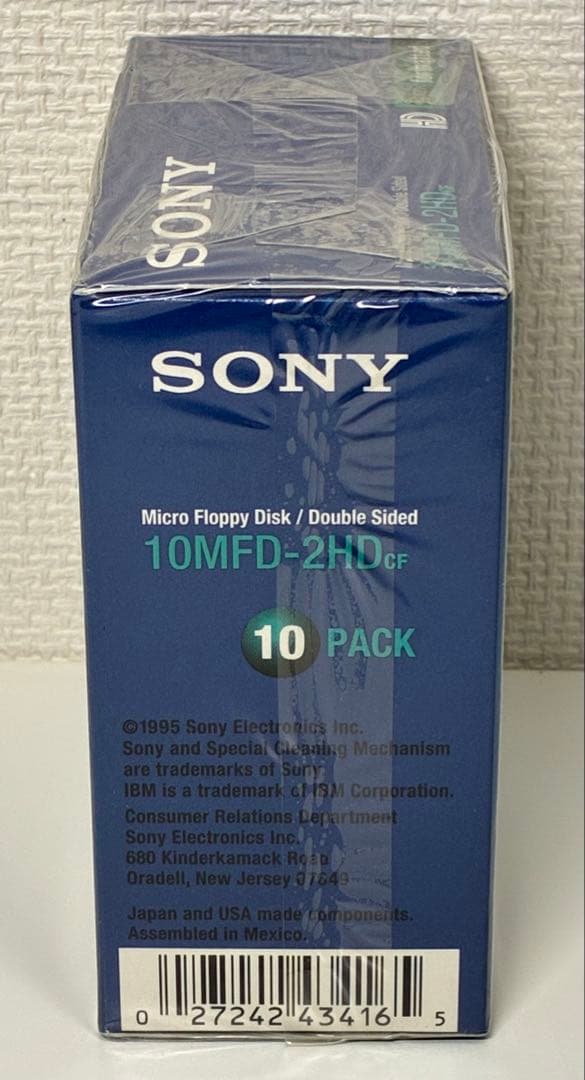 SONY
HD
SONY
Micro Floppy Disk / Double Sided
10MFD-2HDCF
10 PACK
©1995 Sony Electronics Inc.
Sony and Special Cleaning Mechanism
are trademarks of Sony.
IBM is a trademark of IBM Corporation.
Consumer Relations Department
Sony Electronics Inc.
680 Kinderkamack Road
Oradell, New Jersey 07649
Japan and USA made components.
Assembled in Mexico.
0 27242 43416 5